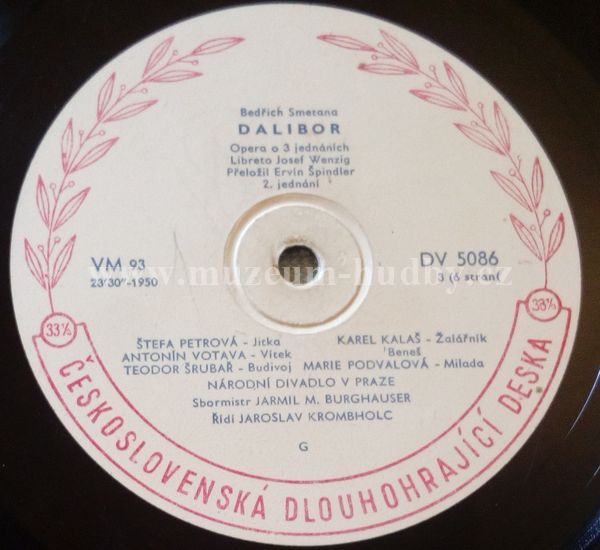 Bedřich Smetana
DALIBOR
Opera o 3 jednáních
Libreto Josef Wenzig
Přeložil Ervín Špindler
2. jednání
VM 93
23'30"-1950
DV 5086
3 (6 stran)
www.muzeum-hudby.cz
33⅓
33⅓
ŠTEFA PETROVÁ - Jitka
KAREL KALAŠ - Žalářník
Beneš
ANTONÍN VOTAVA - Vítek
TEODOR ŠRUBAŘ - Budivoj
MARIE PODVALOVÁ - Milada
NÁRODNÍ DIVADLO V PRAZE
Sbormistr JARMIL M. BURGHAUSER
Řídí JAROSLAV KROMBHOLC
G
ČESKOSLOVENSKÁ DLOUHOHRAJÍCÍ DESKA